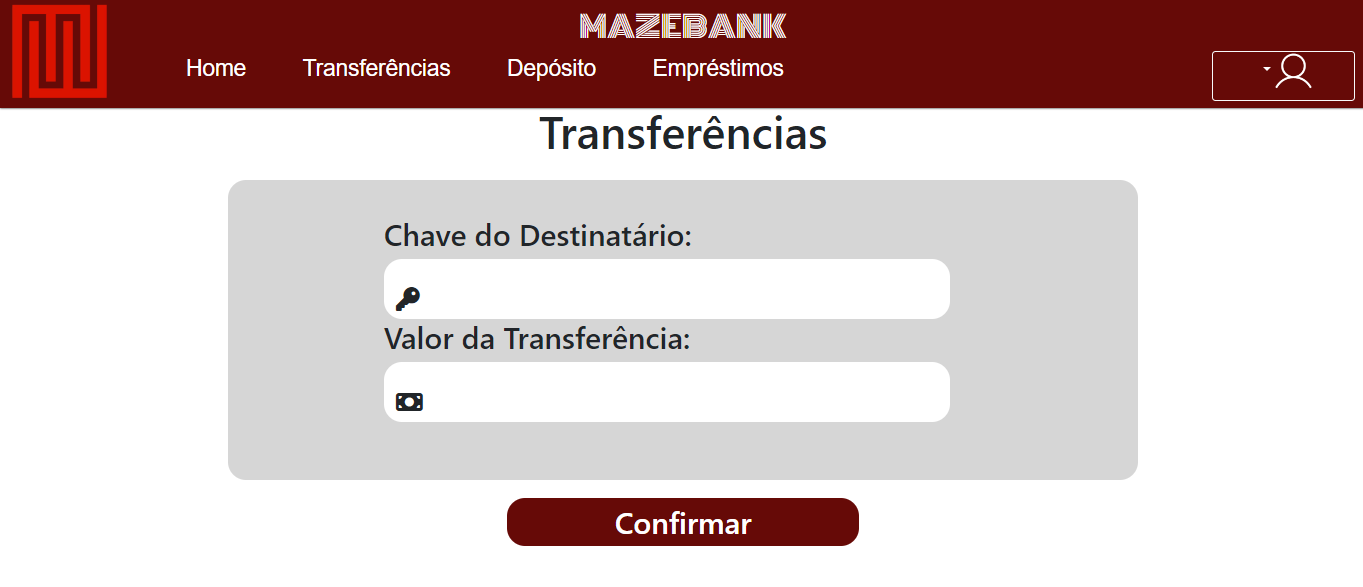 MAZEBANK
Home Transferências Depósito Empréstimos
Transferências
Chave do Destinatário:
Valor da Transferência:
Confirmar